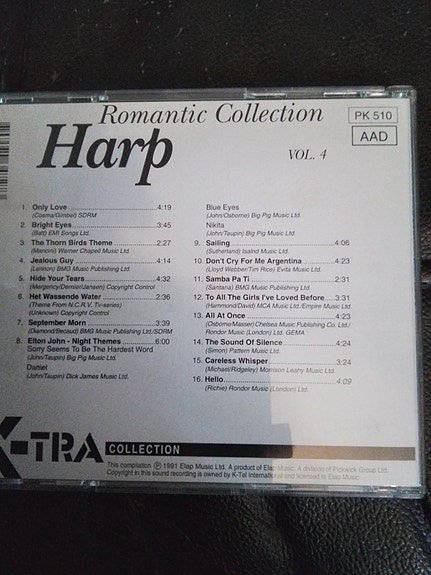 Romantic Collection
Harp
VOL. 4
PK 510
AAD
1. Only Love 4:19
(Cosma/Gimbel) SDRM
2. Bright Eyes 3:45
(Batt) EMI Songs Ltd.
3. The Thorn Birds Theme 2:27
(Mancini) Warner Chapell Music Ltd.
4. Jealous Guy 4:14
(Lennon) BMG Music Publishing Ltd.
5. Hide Your Tears 4:32
(Mergency/Dernier/Jansen) Copyright Control
6. Het Wassende Water 2:36
(Theme From N.C.R.V. Tv-series)
(Unknown) Copyright Control
7. September Morn 3:39
(Diamond/Becaud) BMG Music Publishing Ltd./SDRM
8. Elton John - Night Themes 6:00
Sorry Seems To Be The Hardest Word
(John/Taupin) Big Pig Music Ltd.
Daniel
(John/Taupin) Dick James Music Ltd.
Blue Eyes
(John/Osborne) Big Pig Music Ltd.
Nikita
(John/Taupin) Big Pig Music Ltd.
9. Sailing 4:06
(Sutherland) Isalnd Music Ltd.
10. Don't Cry For Me Argentina 4:23
(Lloyd Webber/Tim Rice) Evita Music Ltd.
11. Samba Pa Ti 2:31
(Santana) BMG Music Publishing Ltd.
12. To All The Girls I've Loved Before 3:31
(Hammond/David) MCA Music Ltd./Empire Music Ltd.
13. All At Once 4:23
(Osborne/Masser) Chelsea Music Publishing Co. Ltd./
Rondor Music (London) Ltd. GEMA
14. The Sound Of Silence 4:24
(Simon) Pattern Music Ltd.
15. Careless Whisper 3:24
(Michael/Ridgeley) Morrison Leahy Music Ltd.
16. Hello 4:09
(Richie) Rondor Music (London) Ltd.
K-TRA COLLECTION
This compilation ℗ 1991 Elap Music Ltd. A product of Elap Music. A division of Pickwick Group Ltd.
Copyright in this sound recording is owned by K-Tel International and licensed to Elap Music.